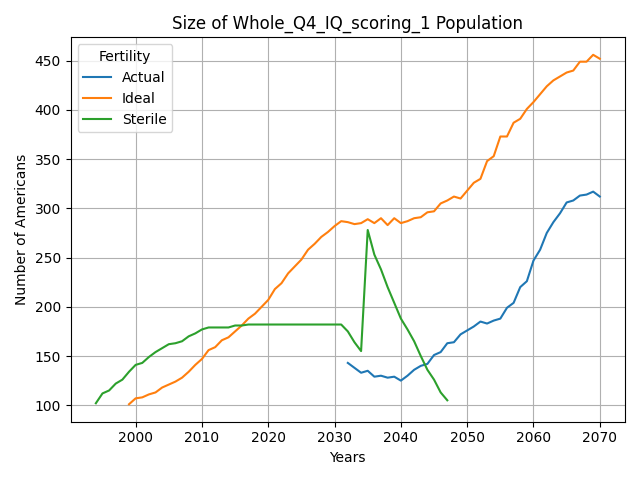 Size of Whole_Q4_IQ_scoring_1 Population
Fertility
Actual
Ideal
Sterile
Number of Americans
450
400
350
300
250
200
150
100
2000 2010 2020 2030 2040 2050 2060 2070
Years